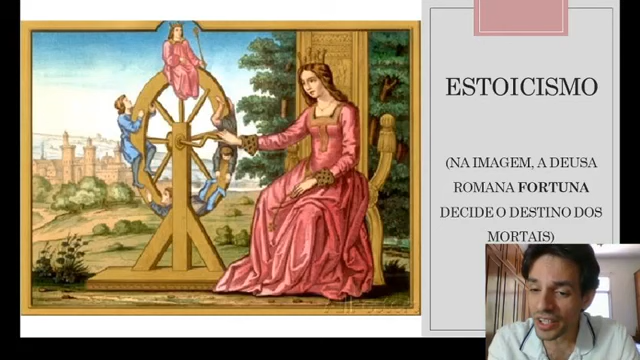 ESTOICISMO
(NA IMAGEM, A DEUSA
ROMANA FORTUNA
DECIDE O DESTINO DOS
MORTAIS)